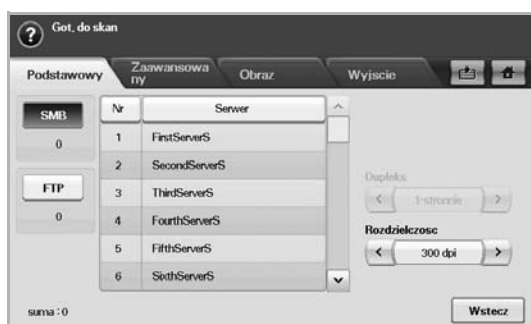 Got. do skan
Podstawowy
Zaawansowa
ny
Obraz
Wyjscie
SMB
0
FTP
0
Nr Serwer
1 FirstServerS
2 SecondServerS
3 ThirdServerS
4 FourthServerS
5 FifthServerS
6 SixthServerS
Dupleks
1-stronnie
Rozdzielczosc
300 dpi
suma : 0
Wstecz